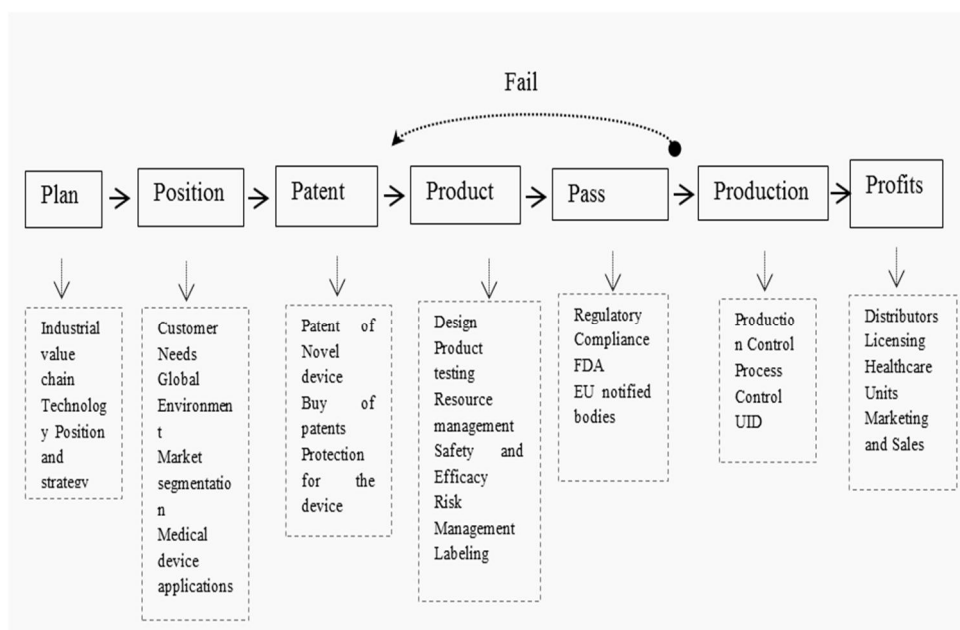 Fail
Plan
Position
Patent
Product
Pass
Production
Profits
Industrial
value
chain
Technolog
y Position
and
strategy
Customer
Needs
Global
Environmen
t
Market
segmentatio
n
Medical
device
applications
Patent of
Novel
device
Buy of
patents
Protection
for the
device
Design
Product
testing
Resource
management
Safety and
Efficacy
Risk
Management
Labeling
Regulatory
Compliance
FDA
EU notified
bodies
Productio
n Control
Process
Control
UID
Distributors
Licensing
Healthcare
Units
Marketing
and Sales